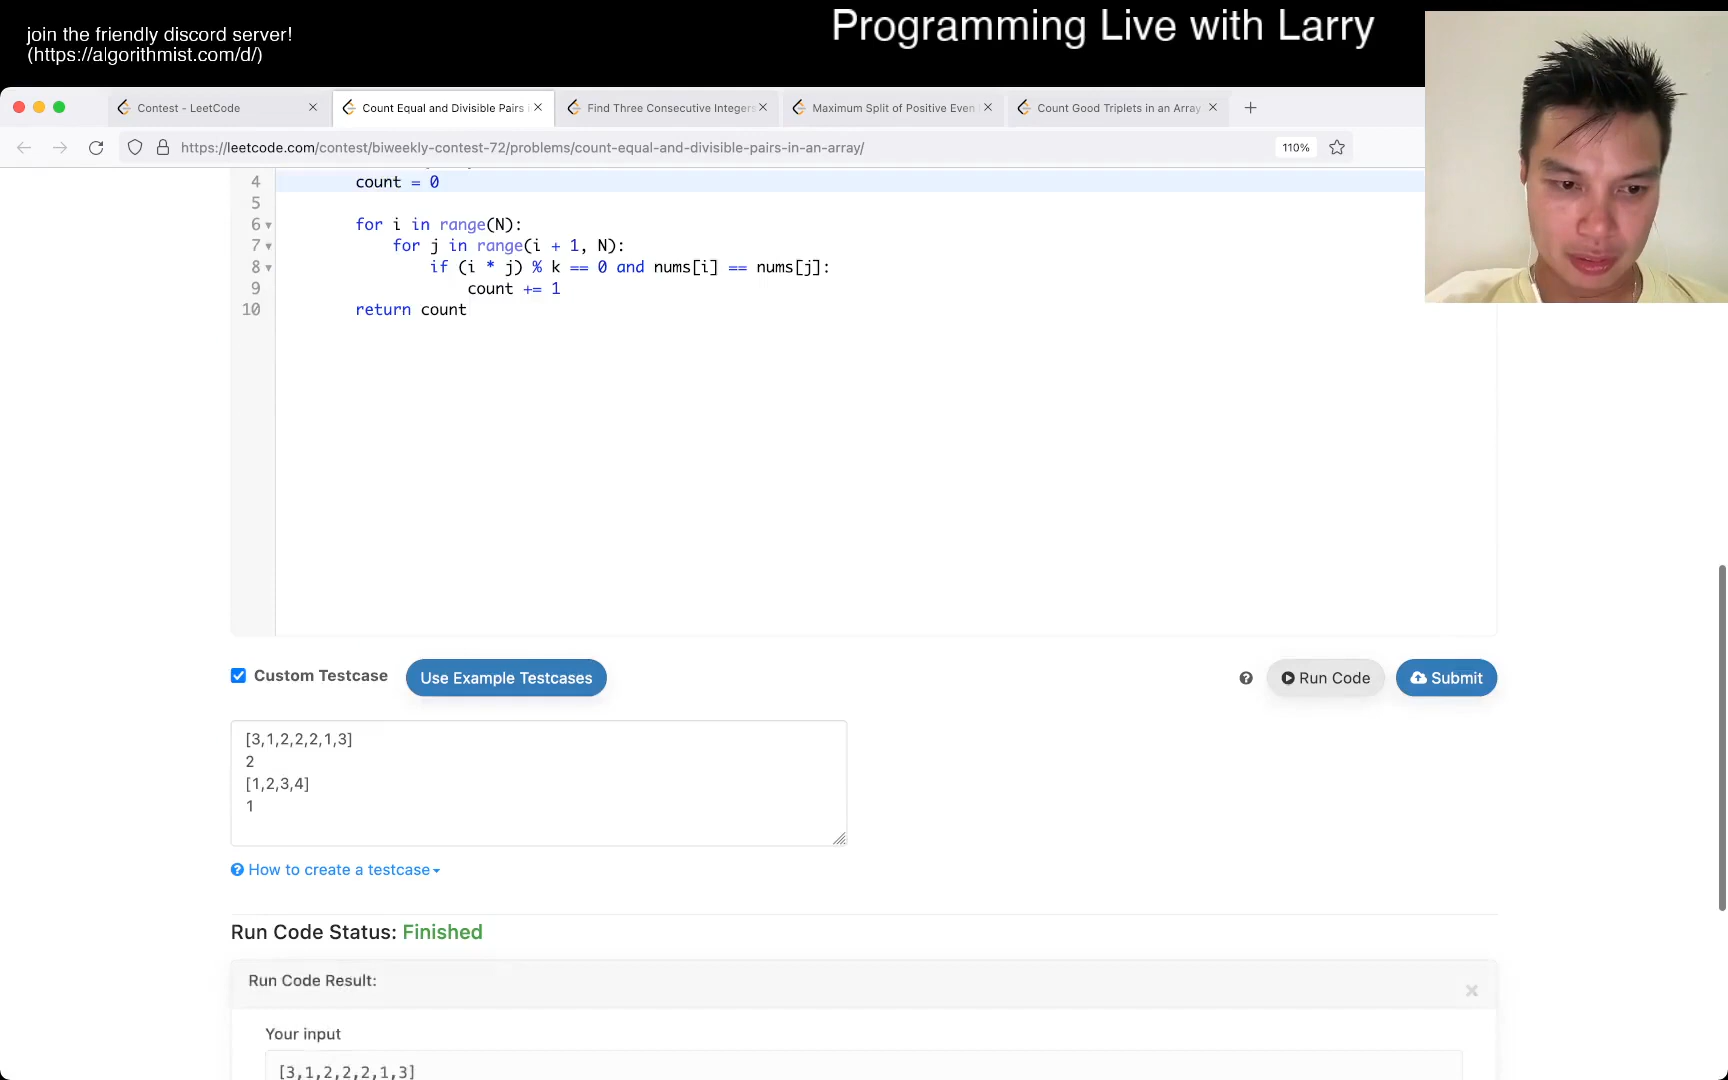 join the friendly discord server!
(https://algorithmist.com/d/)
Programming Live with Larry
Contest - LeetCode
Count Equal and Divisible Pairs i
Find Three Consecutive Integers
Maximum Split of Positive Even
Count Good Triplets in an Array
https://leetcode.com/contest/biweekly-contest-72/problems/count-equal-and-divisible-pairs-in-an-array/
110%
4 count = 0
5
6 for i in range(N):
7 for j in range(i + 1, N):
8 if (i * j) % k == 0 and nums[i] == nums[j]:
9 count += 1
10 return count
Custom Testcase
Use Example Testcases
Run Code
Submit
[3,1,2,2,2,1,3]
2
[1,2,3,4]
1
How to create a testcase
Run Code Status: Finished
Run Code Result:
Your input
[3,1,2,2,2,1,3]